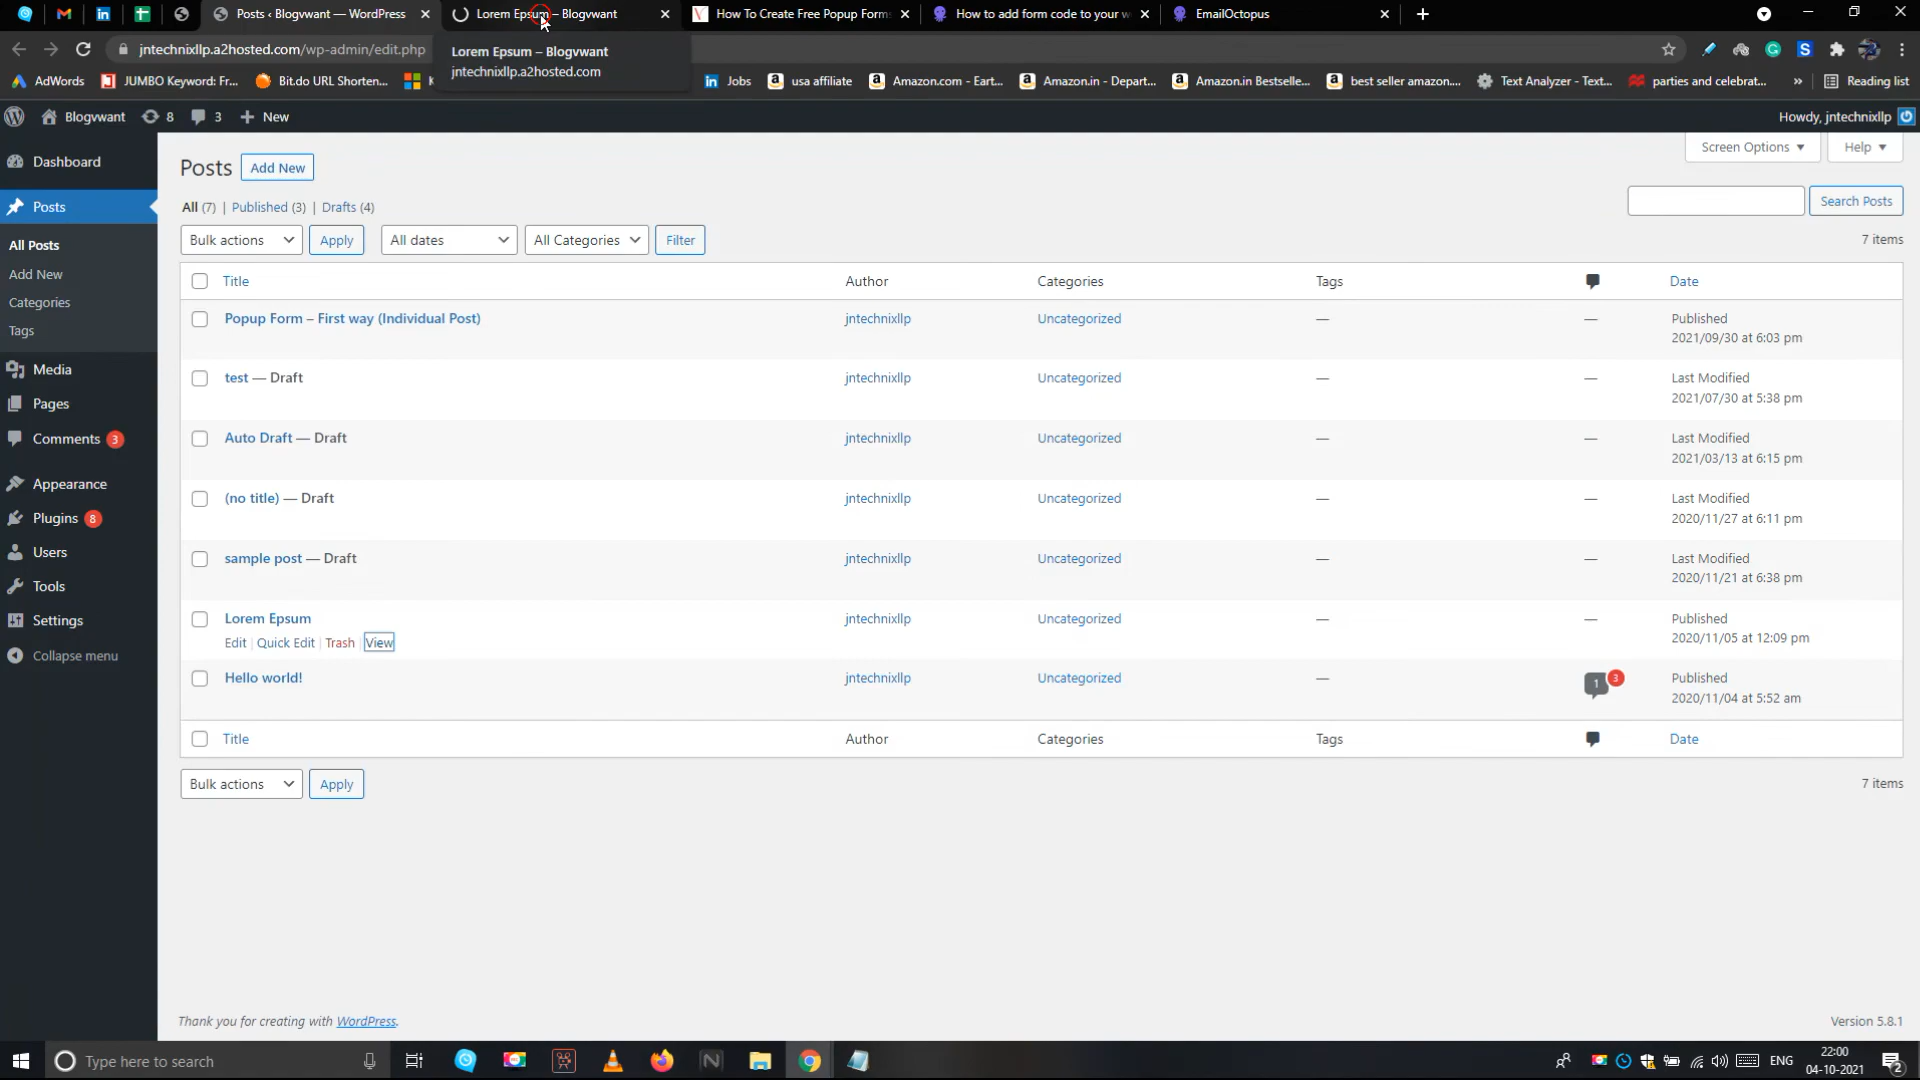 Posts ‹ Blogvwant — WordPress
Lorem Epsum – Blogvwant
How To Create Free Popup Form
How to add form code to your w
EmailOctopus
jntechnixllp.a2hosted.com/wp-admin/edit.php
Lorem Epsum – Blogvwant
jntechnixllp.a2hosted.com
AdWords
JUMBO Keyword: Fr...
Bit.do URL Shorten...
Jobs
usa affiliate
Amazon.com - Eart...
Amazon.in - Depart...
Amazon.in Bestselle...
best seller amazon....
Text Analyzer - Text...
parties and celebrat...
»
Reading list
Blogvwant
8
3
New
Howdy, jntechnixllp
Dashboard
Posts
All Posts
Add New
Categories
Tags
Media
Pages
Comments 3
Appearance
Plugins 8
Users
Tools
Settings
Collapse menu
Posts
Add New
Screen Options
Help
All (7) | Published (3) | Drafts (4)
Search Posts
Bulk actions
Apply
All dates
All Categories
Filter
7 items
Title Author Categories Tags Date
Popup Form – First way (Individual Post) jntechnixllp Uncategorized — — Published
2021/09/30 at 6:03 pm
test — Draft jntechnixllp Uncategorized — — Last Modified
2021/07/30 at 5:38 pm
Auto Draft — Draft jntechnixllp Uncategorized — — Last Modified
2021/03/13 at 6:15 pm
(no title) — Draft jntechnixllp Uncategorized — — Last Modified
2020/11/27 at 6:11 pm
sample post — Draft jntechnixllp Uncategorized — — Last Modified
2020/11/21 at 6:38 pm
Lorem Epsum jntechnixllp Uncategorized — — Published
Edit | Quick Edit | Trash | View 2020/11/05 at 12:09 pm
Hello world! jntechnixllp Uncategorized — 1 3 Published
2020/11/04 at 5:52 am
Title Author Categories Tags Date
Bulk actions
Apply
7 items
Thank you for creating with WordPress.
Version 5.8.1
Type here to search
ENG
22:00
04-10-2021
2